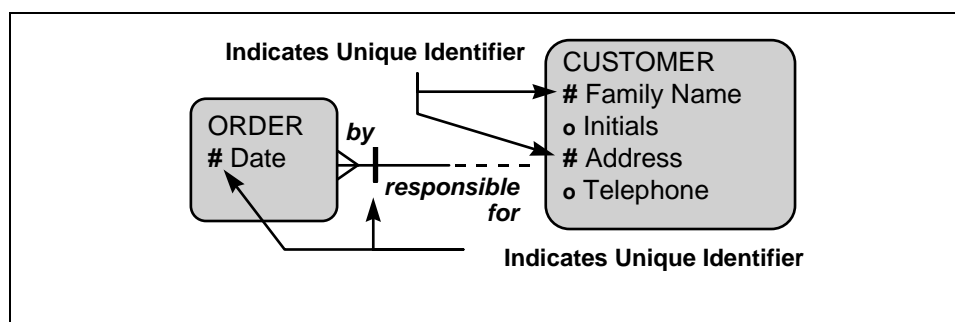 Indicates Unique Identifier
CUSTOMER
# Family Name
o Initials
# Address
o Telephone
ORDER
# Date
by
responsible
for
Indicates Unique Identifier